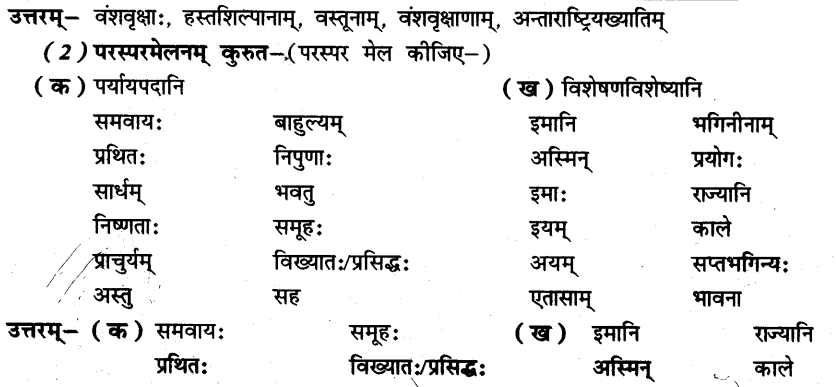 उत्तरम्– वंशवृक्षाः, हस्तशिल्पानाम्, वस्तूनाम्, वंशवृक्षाणाम्, अन्ताराष्ट्रियख्यातिम्
(2) परस्परमेलनम् कुरुत–(परस्पर मेल कीजिए–)
(क) पर्यायपदानि (ख) विशेषणविशेष्यानि
समवायः बाहुल्यम् इमानि भगिनीनाम्
प्रथितः निपुणाः अस्मिन् प्रयोगः
सार्धम् भवतु इमाः राज्यानि
निष्णताः समूहः इयम् काले
प्राचुर्यम् विख्यातः/प्रसिद्धः अयम् सप्तभगिन्यः
अस्तु सह एतासाम् भावना
उत्तरम्– (क) समवायः समूहः (ख) इमानि राज्यानि
प्रथितः विख्यातः/प्रसिद्धः अस्मिन् काले